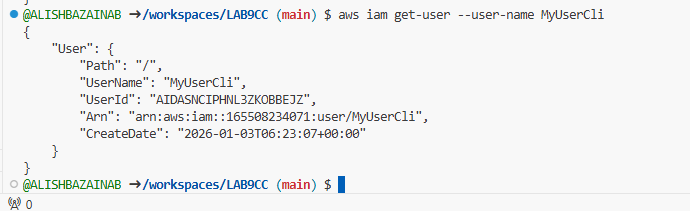 @ALISHBAZAINAB ➜/workspaces/LAB9CC (main) $ aws iam get-user --user-name MyUserCli
{
    "User": {
        "Path": "/",
        "UserName": "MyUserCli",
        "UserId": "AIDASNCIPHNL3ZKOBBEJZ",
        "Arn": "arn:aws:iam::165508234071:user/MyUserCli",
        "CreateDate": "2026-01-03T06:23:07+00:00"
    }
}
@ALISHBAZAINAB ➜/workspaces/LAB9CC (main) $
0